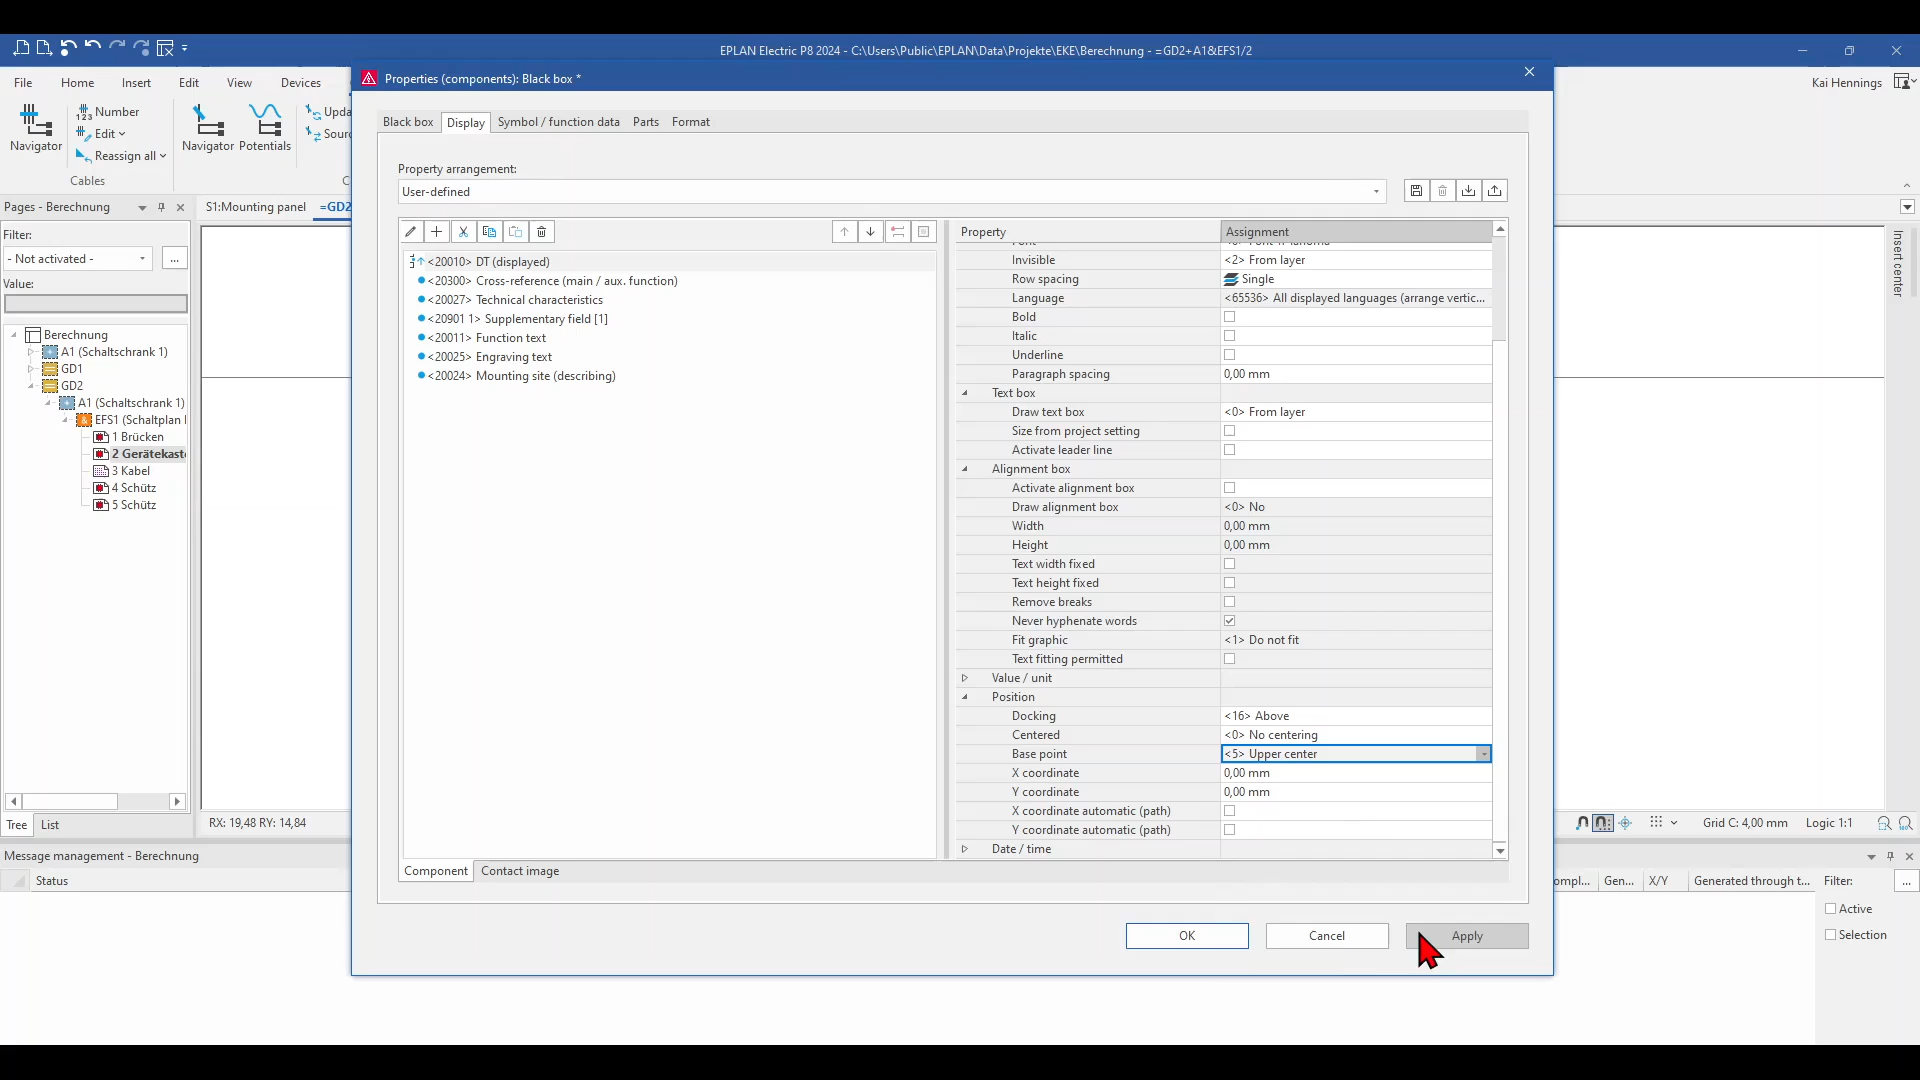 EPLAN Electric P8 2024 - C:\Users\Public\EPLAN\Data\Projekte\EKE\Berechnung - =GD2+A1&EFS1/2
Properties (components): Black box *
File
Home
Insert
Edit
View
Devices
Kai Hennings
Number
Edit
Reassign all
Navigator
Cables
Navigator
Potentials
Black box
Display
Symbol / function data
Parts
Format
Property arrangement:
User-defined
Pages - Berechnung
S1:Mounting panel
=GD2
Filter:
- Not activated -
...
Value:
Berechnung
A1 (Schaltschrank 1)
GD1
GD2
A1 (Schaltschrank 1)
EFS1 (Schaltplan
1 Brücken
2 Gerätekast
3 Kabel
4 Schütz
5 Schütz
Tree
List
<20010> DT (displayed)
<20300> Cross-reference (main / aux. function)
<20027> Technical characteristics
<20901 1> Supplementary field [1]
<20011> Function text
<20025> Engraving text
<20024> Mounting site (describing)
Component
Contact image
Property
Assignment
Invisible
<2> From layer
Row spacing
Single
Language
<65536> All displayed languages (arrange vertic...
Bold
Italic
Underline
Paragraph spacing
0,00 mm
Text box
Draw text box
<0> From layer
Size from project setting
Activate leader line
Alignment box
Activate alignment box
Draw alignment box
<0> No
Width
0,00 mm
Height
0,00 mm
Text width fixed
Text height fixed
Remove breaks
Never hyphenate words
Fit graphic
<1> Do not fit
Text fitting permitted
Value / unit
Position
Docking
<16> Above
Centered
<0> No centering
Base point
<5> Upper center
X coordinate
0,00 mm
Y coordinate
0,00 mm
X coordinate automatic (path)
Y coordinate automatic (path)
Date / time
OK
Cancel
Apply
Insert center
RX: 19,48 RY: 14,84
Grid C: 4,00 mm
Logic 1:1
Message management - Berechnung
Status
ompl...
Gen...
X/Y
Generated through t...
Filter:
...
Active
Selection